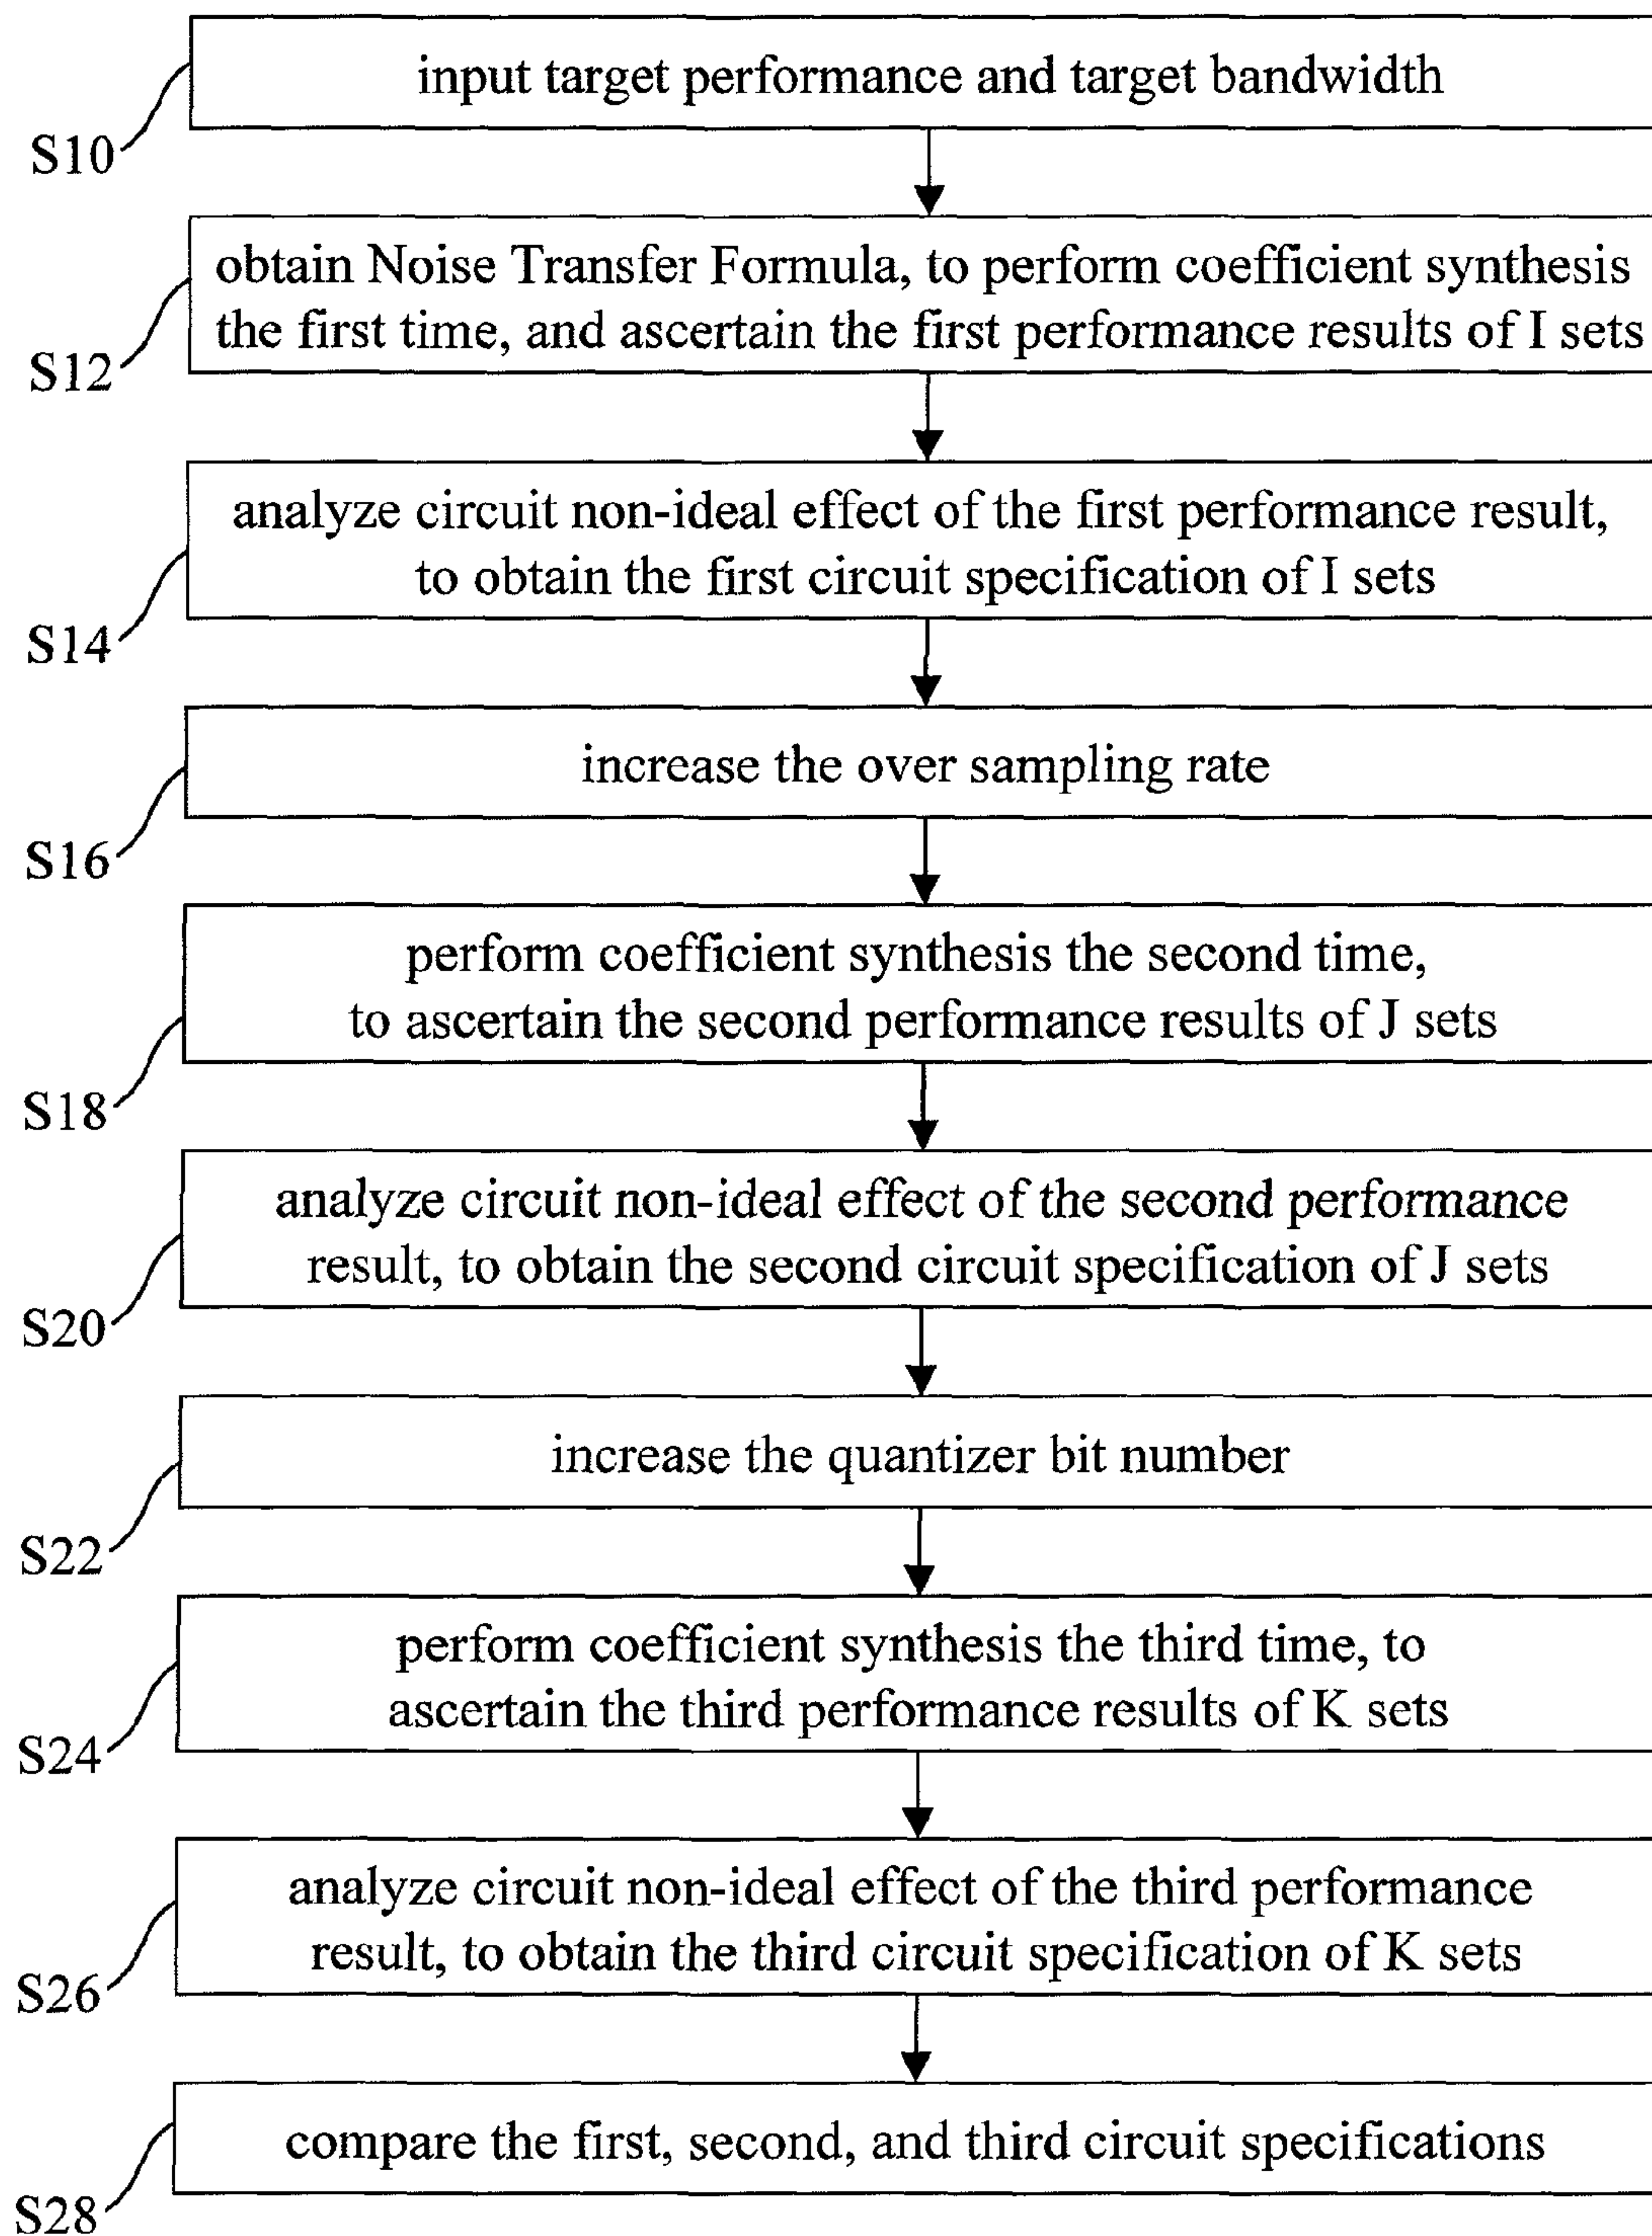 input target performance and target bandwidth
S10
obtain Noise Transfer Formula, to perform coefficient synthesis
the first time, and ascertain the first performance results of I sets
S12
analyze circuit non-ideal effect of the first performance result,
to obtain the first circuit specification of I sets
S14
increase the over sampling rate
S16
perform coefficient synthesis the second time,
to ascertain the second performance results of J sets
S18
analyze circuit non-ideal effect of the second performance
result, to obtain the second circuit specification of J sets
S20
increase the quantizer bit number
S22
perform coefficient synthesis the third time, to
ascertain the third performance results of K sets
S24
analyze circuit non-ideal effect of the third performance
result, to obtain the third circuit specification of K sets
S26
compare the first, second, and third circuit specifications
S28